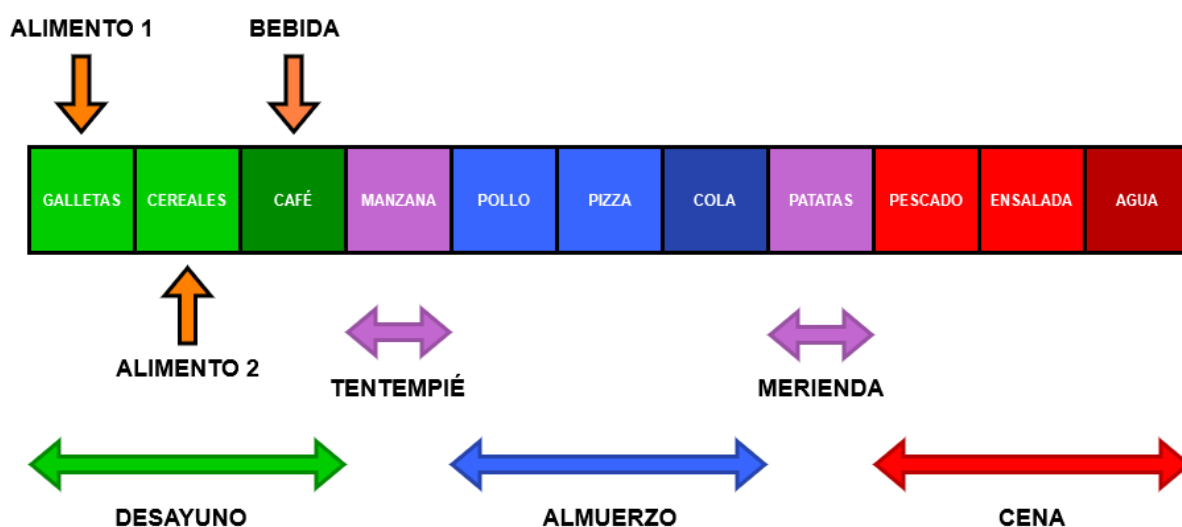 ALIMENTO 1
BEBIDA
GALLETAS
CEREALES
CAFÉ
MANZANA
POLLO
PIZZA
COLA
PATATAS
PESCADO
ENSALADA
AGUA
ALIMENTO 2
TENTEMPIÉ
MERIENDA
DESAYUNO
ALMUERZO
CENA